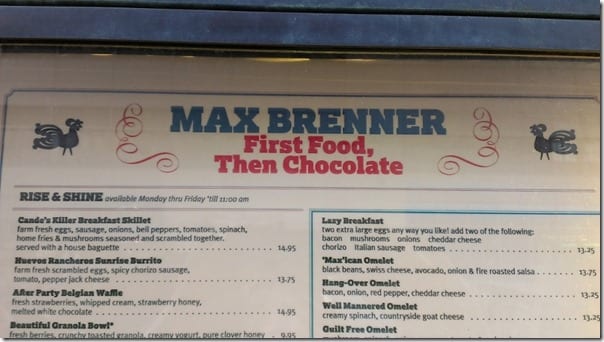 MAX BRENNER
First Food,
Then Chocolate
RISE & SHINE available Monday thru Friday 'till 11:00 am
Cande's Killer Breakfast Skillet
farm fresh eggs, sausage, onions, bell peppers, tomatoes, spinach,
home fries & mushrooms seasoned and scrambled together.
served with a house baguette 14.95
Huevos Rancheros Sunrise Burrito
farm fresh scrambled eggs, spicy chorizo sausage,
tomato, pepper jack cheese 13.75
After Party Belgian Waffle
fresh strawberries, whipped cream, strawberry honey,
melted white chocolate 14.95
Beautiful Granola Bowl*
fresh berries, crunchy toasted granola, creamy yogurt, pure clover honey 9.95
Lazy Breakfast
two extra large eggs any way you like! add two of the following:
bacon mushrooms onions cheddar cheese
chorizo Italian sausage tomatoes 13.25
'Max'ican Omelet
black beans, swiss cheese, avocado, onion & fire roasted salsa 13.75
Hang-Over Omelet
bacon, onion, red pepper, cheddar cheese 13.25
Well Mannered Omelet
creamy spinach, countryside goat cheese 13.25
Guilt Free Omelet